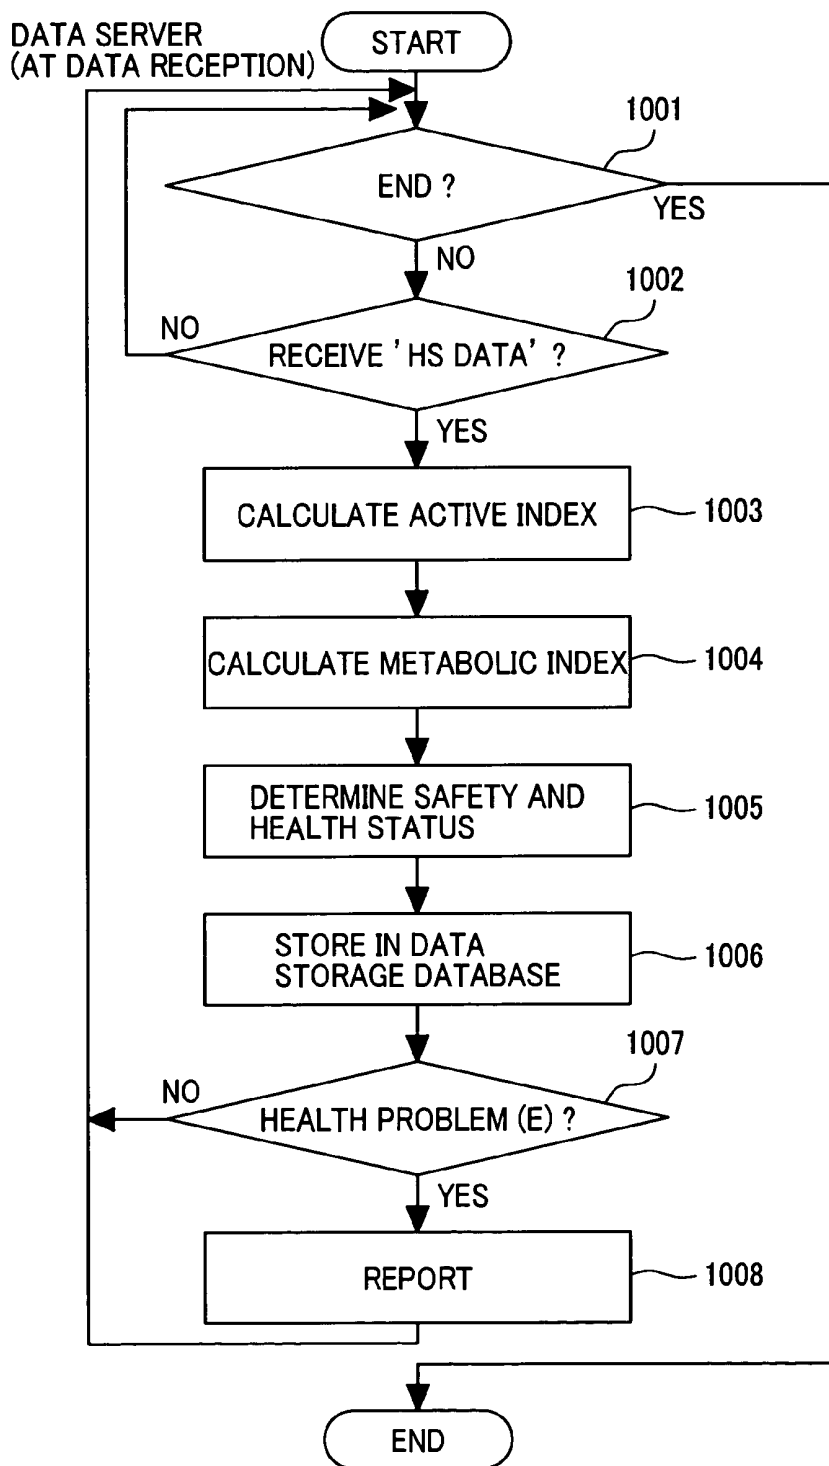 DATA SERVER
(AT DATA RECEPTION)
START
1001
END ?
YES
NO
1002
NO
RECEIVE ' HS DATA' ?
YES
CALCULATE ACTIVE INDEX
1003
CALCULATE METABOLIC INDEX
1004
DETERMINE SAFETY AND
HEALTH STATUS
1005
STORE IN DATA
STORAGE DATABASE
1006
1007
NO
HEALTH PROBLEM (E) ?
YES
REPORT
1008
END